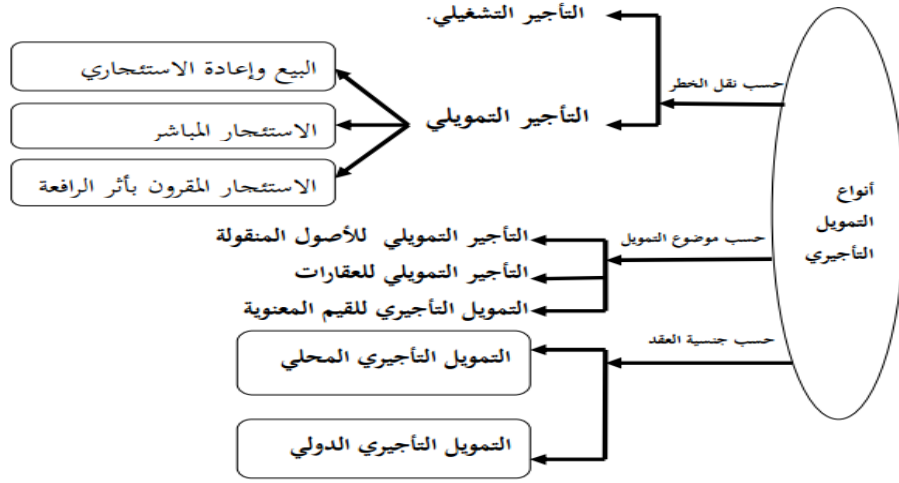 أنواع
التمويل
التأجيري
حسب نقل الخطر
التأجير التشغيلي.
التأجير التمويلي
البيع وإعادة الاستئجاري
الاستئجار المباشر
الاستئجار المقرون بأثر الرافعة
حسب موضوع التمويل
التأجير التمويلي للأصول المنقولة
التأجير التمويلي للعقارات
التمويل التأجيري للقيم المعنوية
حسب جنسية العقد
التمويل التأجيري المحلي
التمويل التأجيري الدولي